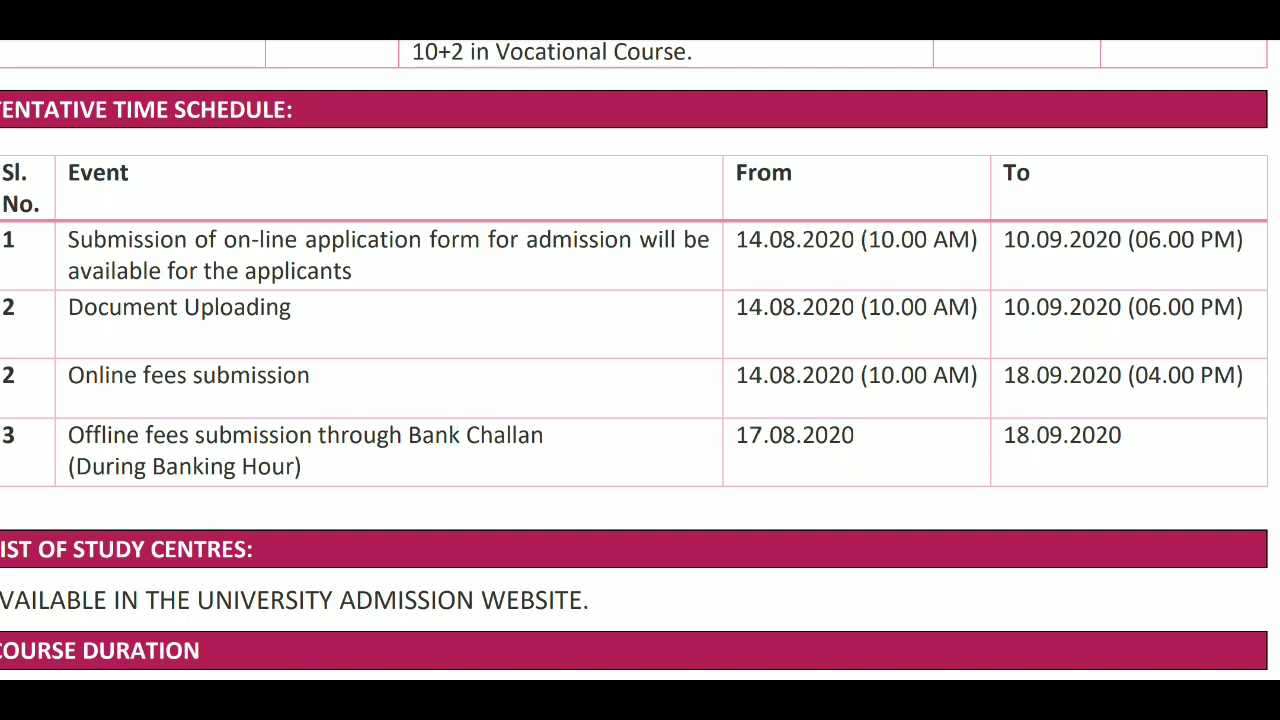 10+2 in Vocational Course.
TENTATIVE TIME SCHEDULE:
Sl. Event From To
No.
1 Submission of on-line application form for admission will be 14.08.2020 (10.00 AM) 10.09.2020 (06.00 PM)
available for the applicants
2 Document Uploading 14.08.2020 (10.00 AM) 10.09.2020 (06.00 PM)
2 Online fees submission 14.08.2020 (10.00 AM) 18.09.2020 (04.00 PM)
3 Offline fees submission through Bank Challan 17.08.2020 18.09.2020
(During Banking Hour)
IST OF STUDY CENTRES:
VAILABLE IN THE UNIVERSITY ADMISSION WEBSITE.
COURSE DURATION